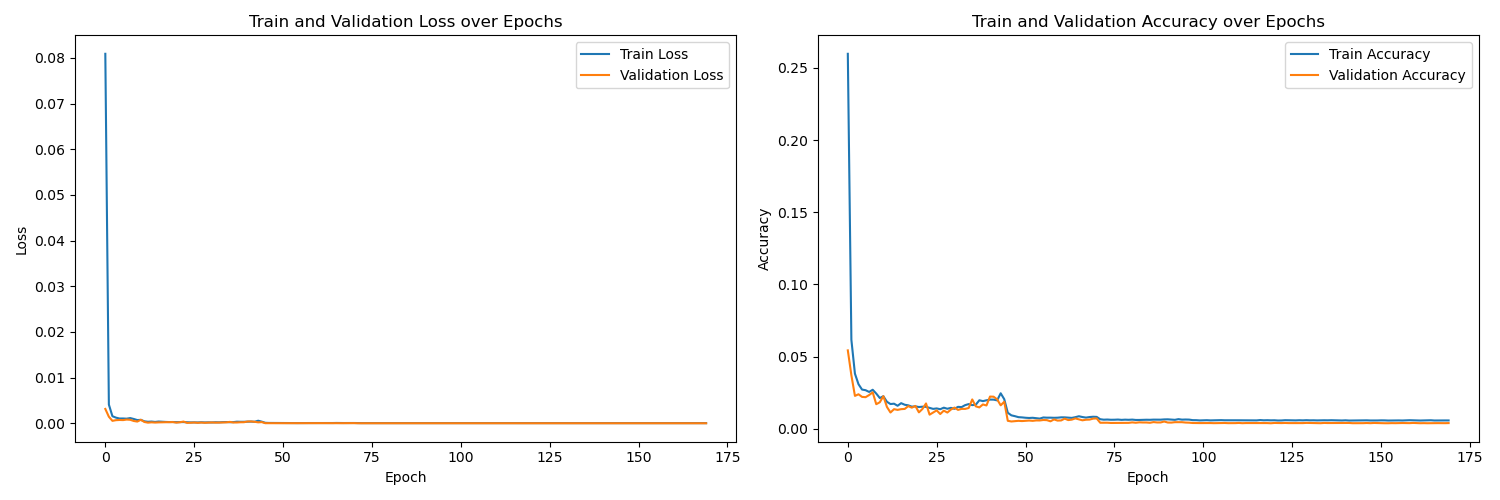 Train and Validation Loss over Epochs
Train Loss
Validation Loss
0.08
0.07
0.06
0.05
0.04
0.03
0.02
0.01
0.00
Loss
0 25 50 75 100 125 150 175
Epoch
Train and Validation Accuracy over Epochs
Train Accuracy
Validation Accuracy
0.25
0.20
0.15
0.10
0.05
0.00
Accuracy
0 25 50 75 100 125 150 175
Epoch